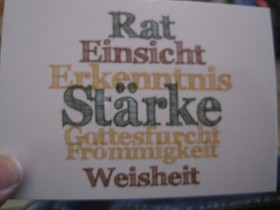 Rat
Einsicht
Erkenntnis
Stärke
Gottesfurcht
Frömmigkeit
Weisheit